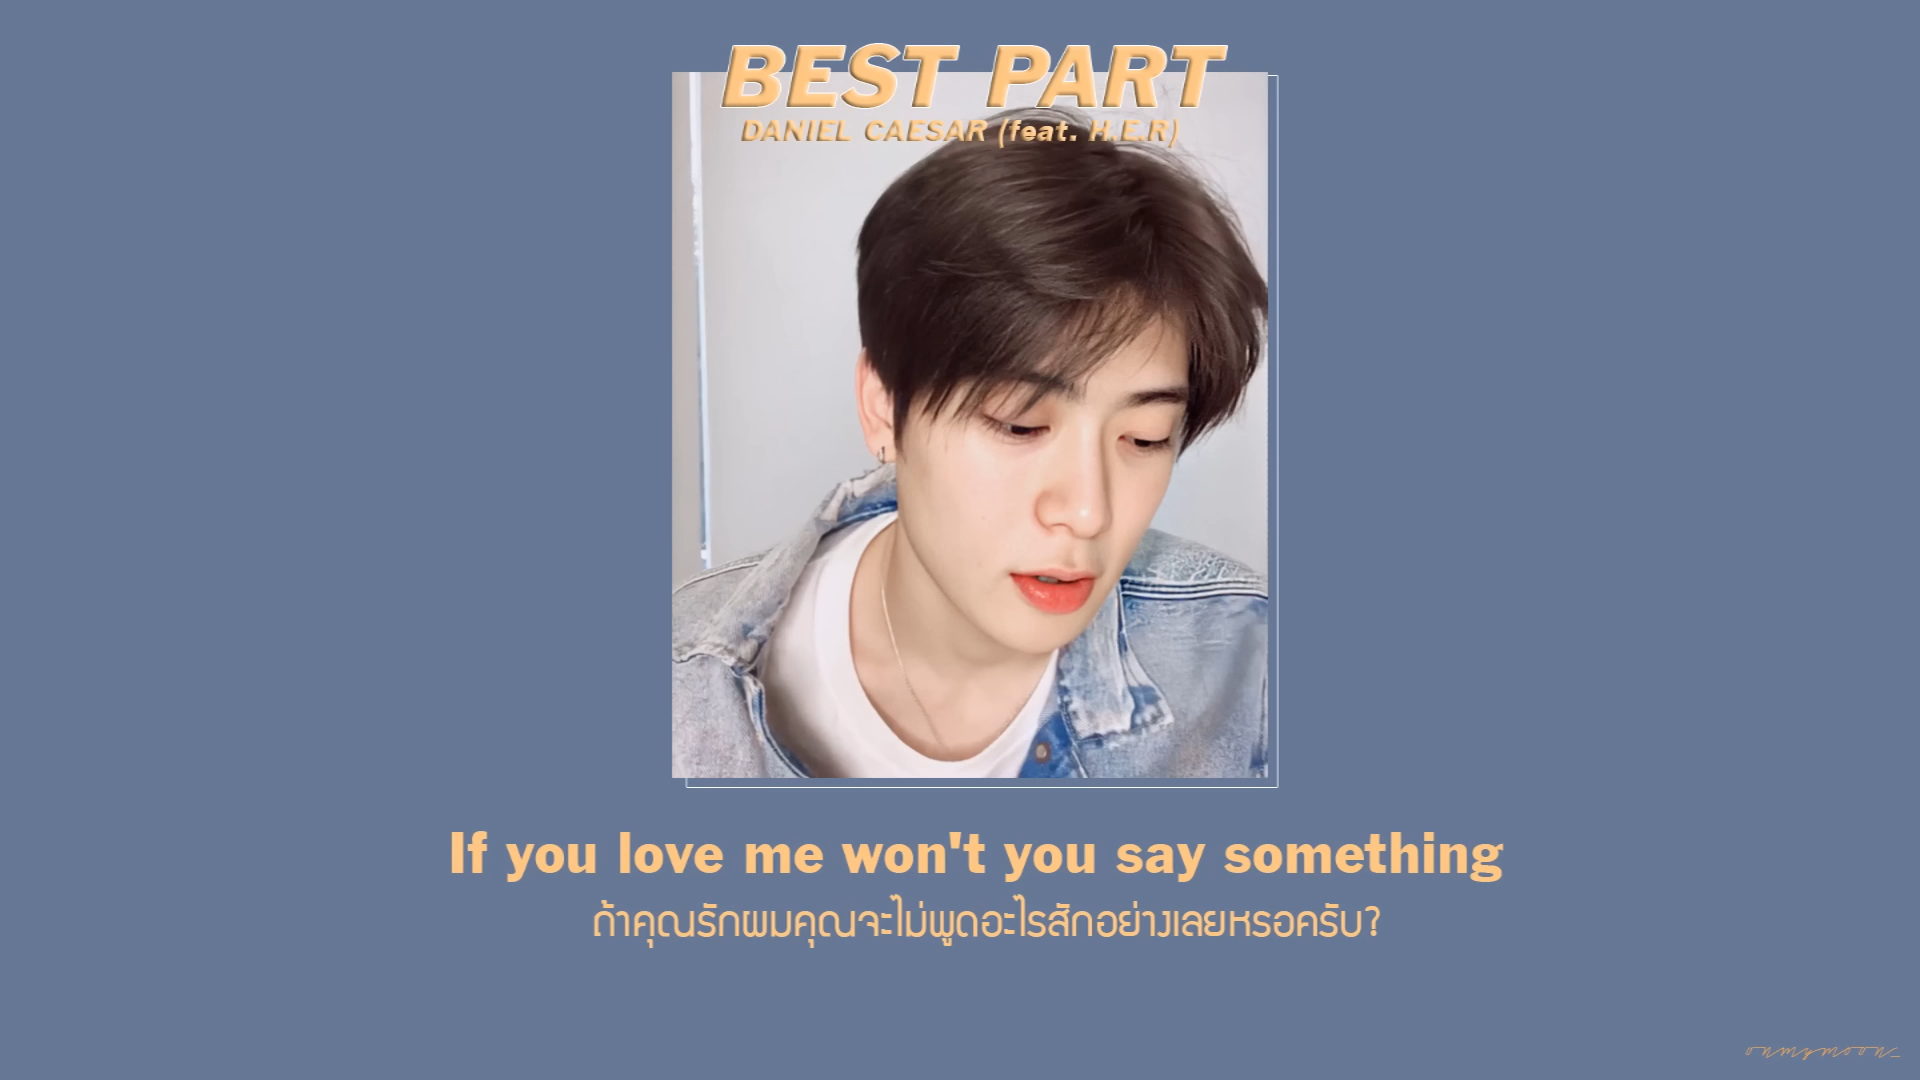 BEST PART
DANIEL CAESAR (feat. H.E.R)
If you love me won't you say something
ถ้าคุณรักผมคุณจะไม่พูดอะไรสักอย่างเลยหรอครับ?
onmymoon_